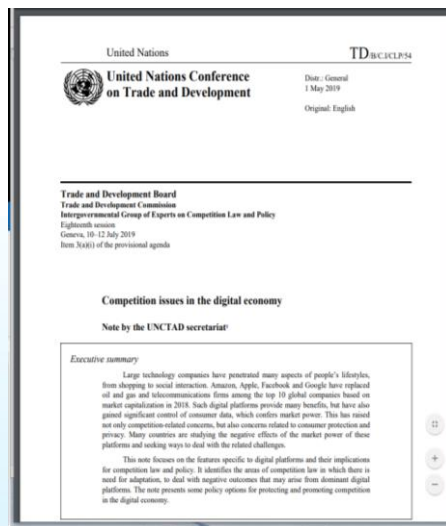 United Nations
TD/B/C.I/CLP/54
United Nations Conference
on Trade and Development
Distr.: General
1 May 2019
Original: English
Trade and Development Board
Trade and Development Commission
Intergovernmental Group of Experts on Competition Law and Policy
Eighteenth session
Geneva, 10–12 July 2019
Item 3(a)(i) of the provisional agenda
Competition issues in the digital economy
Note by the UNCTAD secretariat*
Executive summary
Large technology companies have penetrated many aspects of people's lifestyles,
from shopping to social interaction. Amazon, Apple, Facebook and Google have replaced
oil and gas and telecommunications firms among the top 10 global companies based on
market capitalization in 2018. Such digital platforms provide many benefits, but have also
gained significant control of consumer data, which confers market power. This has raised
not only competition-related concerns, but also concerns related to consumer protection and
privacy. Many countries are studying the negative effects of the market power of these
platforms and seeking ways to deal with the related challenges.
This note focuses on the features specific to digital platforms and their implications
for competition law and policy. It identifies the areas of competition law in which there is
need for adaptation, to deal with negative outcomes that may arise from dominant digital
platforms. The note presents some policy options for protecting and promoting competition
in the digital economy.